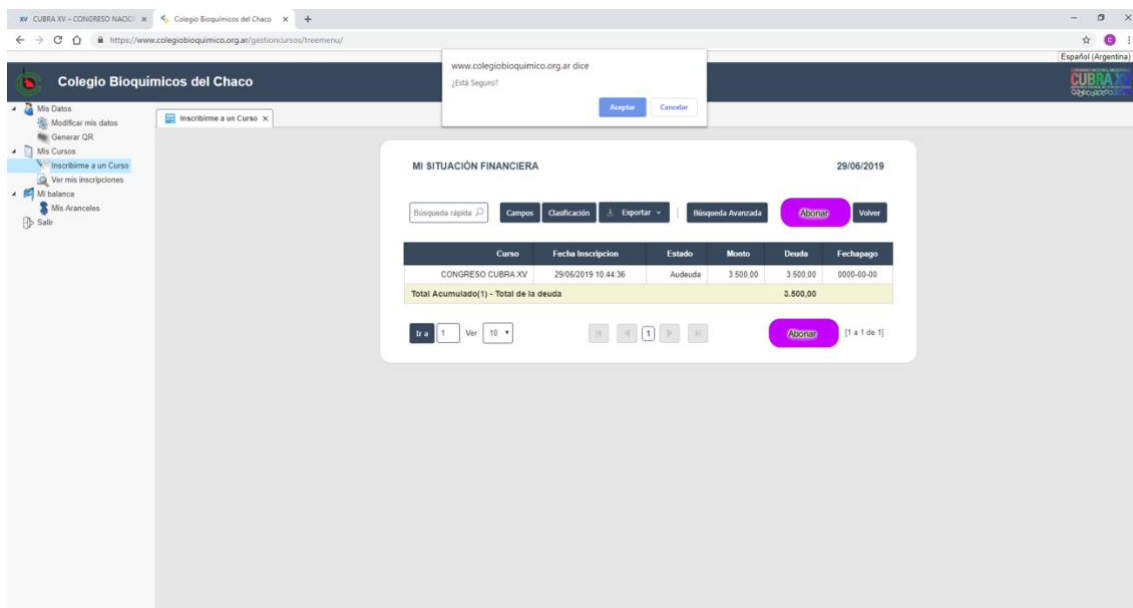 XV CUBRA XV – CONGRESO NACIO
Colegio Bioquímicos del Chaco
https://www.colegiobioquimico.org.ar/gestioncursos/treemenu/
Español (Argentina)
www.colegiobioquimico.org.ar dice
¿Está Seguro?
Aceptar Cancelar
Colegio Bioquímicos del Chaco
CUBRA XV
Mis Datos
Modificar mis datos
Generar QR
Mis Cursos
Inscribirme a un Curso
Ver mis inscripciones
Mi balance
Mis Aranceles
Salir
Inscribirme a un Curso X
MI SITUACIÓN FINANCIERA 29/06/2019
Búsqueda rápida Campos Clasificación Exportar Búsqueda Avanzada Abonar Volver
Curso Fecha Inscripcion Estado Monto Deuda Fechapago
CONGRESO CUBRA XV 29/06/2019 10:44:36 Audeuda 3.500,00 3.500,00 0000-00-00
Total Acumulado(1) - Total de la deuda 3.500,00
Ir a 1 Ver 10 1 Abonar [1 a 1 de 1]